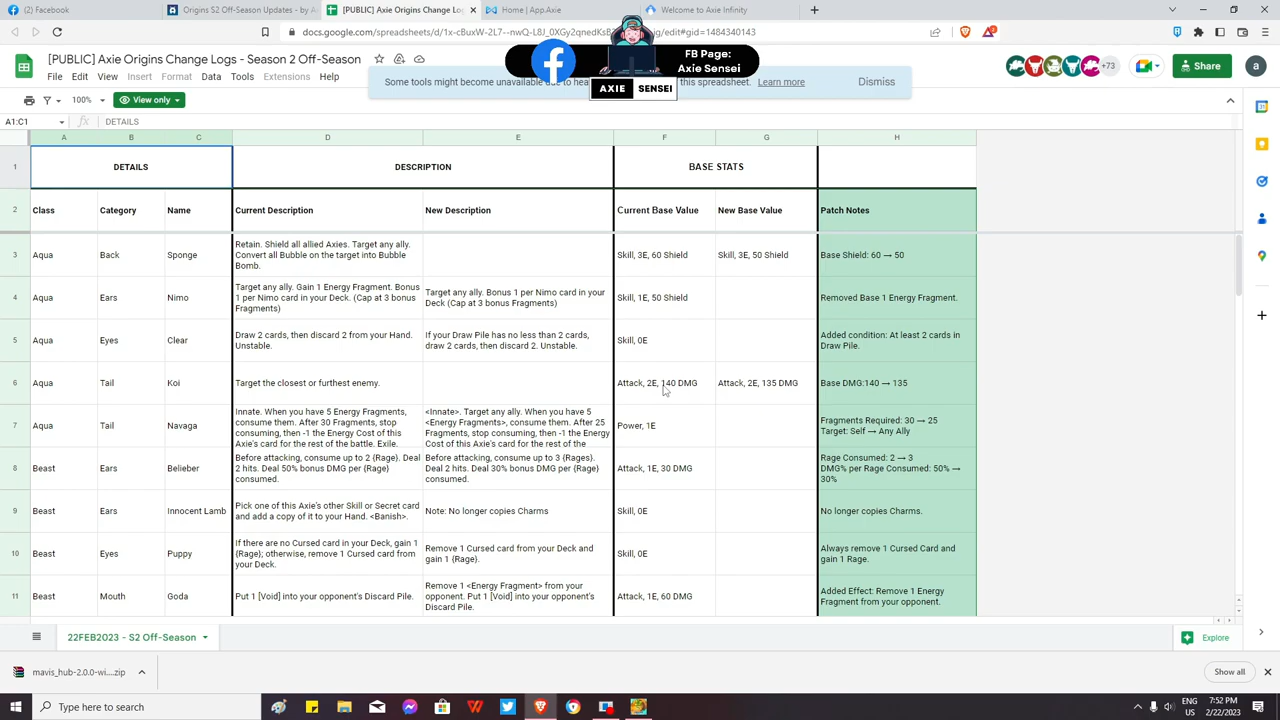 Facebook
Origins S2 Off-Season Updates - by A
[PUBLIC] Axie Origins Change Logs
Home | App.Axie
Welcome to Axie Infinity
docs.google.com/spreadsheets/d/
/edit#gid=1484340143
[PUBLIC] Axie Origins Change Logs - Season 2 Off-Season
FB Page:
Axie Sensei
+73
Share
a
File Edit View Insert Format Data Tools Extensions Help
Some tools might become unavailable due to
this spreadsheet. Learn more
Dismiss
AXIE SENSEI
100%
View only
A1:C1
fx DETAILS
A B C D E F G H
1 DETAILS DESCRIPTION BASE STATS
2 Class Category Name Current Description New Description Current Base Value New Base Value Patch Notes
3 Aqua Back Sponge
Retain. Shield all allied Axies. Target any ally.
Convert all Bubble on the target into Bubble
Bomb.
Skill, 3E, 60 Shield
Skill, 3E, 50 Shield
Base Shield: 60 → 50
4 Aqua Ears Nimo
Target any ally. Gain 1 Energy Fragment. Bonus
1 per Nimo card in your Deck. (Cap at 3 bonus
Fragments)
Target any ally. Bonus 1 per Nimo card in your
Deck (Cap at 3 bonus Fragments)
Skill, 1E, 50 Shield
Removed Base 1 Energy Fragment.
5 Aqua Eyes Clear
Draw 2 cards, then discard 2 from your Hand.
Unstable.
If your Draw Pile has no less than 2 cards,
draw 2 cards, then discard 2. Unstable.
Skill, 0E
Added condition: At least 2 cards in
Draw Pile.
6 Aqua Tail Koi
Target the closest or furthest enemy.
Attack, 2E, 140 DMG
Attack, 2E, 135 DMG
Base DMG:140 → 135
7 Aqua Tail Navaga
Innate. When you have 5 Energy Fragments,
consume them. After 30 Fragments, stop
consuming, then -1 the Energy Cost of this
Axie's card for the rest of the battle. Exile.
<Innate>. Target any ally. When you have 5
<Energy Fragments>, consume them. After 25
Fragments, stop consuming, then -1 the Energy
Cost of this Axie's card for the rest of the
Power, 1E
Fragments Required: 30 → 25
Target: Self → Any Ally
8 Beast Ears Belieber
Before attacking, consume up to 2 {Rage}. Deal
2 hits. Deal 50% bonus DMG per {Rage}
consumed.
Before attacking, consume up to 3 {Rages}.
Deal 2 hits. Deal 30% bonus DMG per {Rage}
consumed.
Attack, 1E, 30 DMG
Rage Consumed: 2 → 3
DMG% per Rage Consumed: 50% →
30%
9 Beast Ears Innocent Lamb
Pick one of this Axie's other Skill or Secret card
and add a copy of it to your Hand. <Banish>.
Note: No longer copies Charms
Skill, 0E
No longer copies Charms.
10 Beast Eyes Puppy
If there are no Cursed card in your Deck, gain 1
{Rage}; otherwise, remove 1 Cursed card from
your Deck.
Remove 1 Cursed card from your Deck and
gain 1 {Rage}.
Skill, 0E
Always remove 1 Cursed Card and
gain 1 Rage.
11 Beast Mouth Goda
Put 1 [Void] into your opponent's Discard Pile.
Remove 1 <Energy Fragment> from your
opponent. Put 1 [Void] into your opponent's
Discard Pile.
Attack, 1E, 60 DMG
Added Effect: Remove 1 Energy
Fragment from your opponent.
22FEB2023 - S2 Off-Season
Explore
mavis_hub-2.0.0-wi....zip
Show all
Type here to search
ENG
US
7:52 PM
2/22/2023